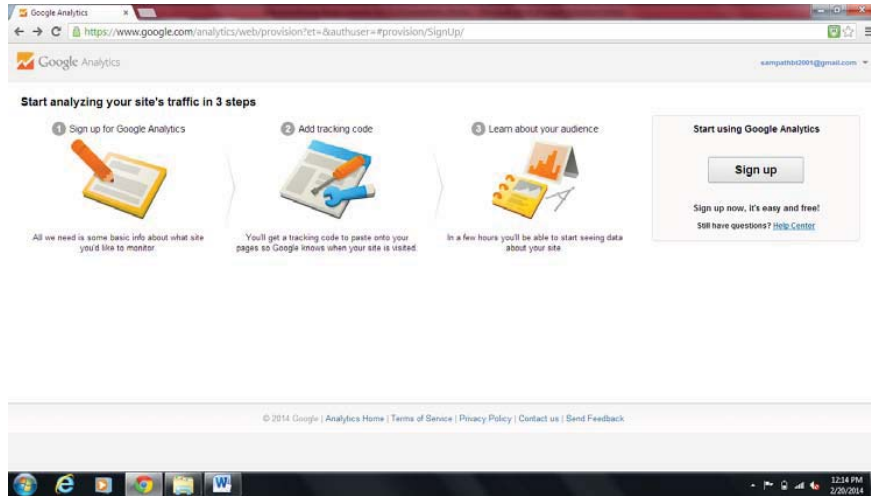 Google Analytics
https://www.google.com/analytics/web/provision?et=&authuser=#provision/SignUp/
Google Analytics
sampathbt2001@gmail.com
Start analyzing your site's traffic in 3 steps
1 Sign up for Google Analytics
2 Add tracking code
3 Learn about your audience
Start using Google Analytics
Sign up
Sign up now, it's easy and free!
Still have questions? Help Center
All we need is some basic info about what site
you'd like to monitor.
You'll get a tracking code to paste onto your
pages so Google knows when your site is visited.
In a few hours you'll be able to start seeing data
about your site
© 2014 Google | Analytics Home | Terms of Service | Privacy Policy | Contact us | Send Feedback
12:14 PM
2/20/2014